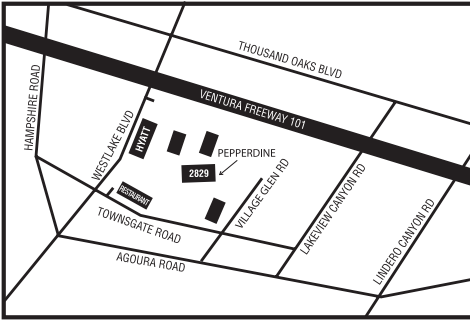 THOUSAND OAKS BLVD
HAMPSHIRE ROAD
VENTURA FREEWAY 101
WESTLAKE BLVD
HYATT
PEPPERDINE
2829
VILLAGE GLEN RD
RESTAURANT
LAKEVIEW CANYON RD
TOWNSGATE ROAD
LINDERO CANYON RD
AGOURA ROAD